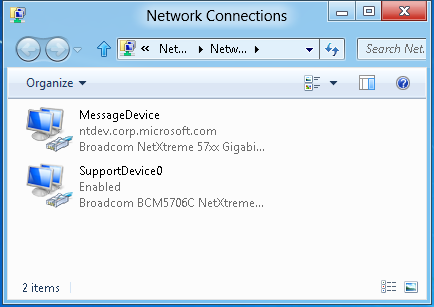 Network Connections
« Net... Netw... Search Net.
Organize
MessageDevice
ntdev.corp.microsoft.com
Broadcom NetXtreme 57xx Gigabi...
SupportDevice0
Enabled
Broadcom BCM5706C NetXtreme...
2 items